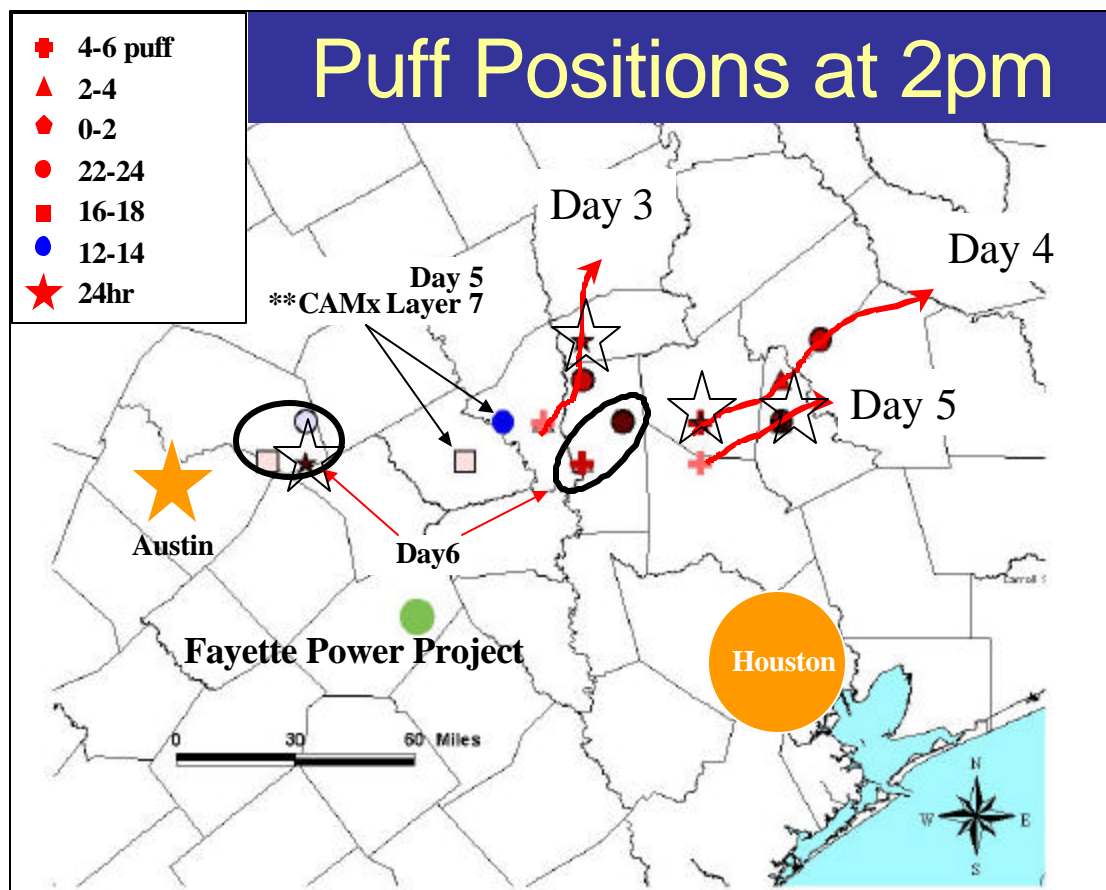 Puff Positions at 2pm
4-6 puff
2-4
0-2
22-24
16-18
12-14
24hr
Day 3
Day 4
Day 5
**CAMx Layer 7
Day 5
Austin
Day6
Fayette Power Project
Houston
0 30 60 Miles
N
W E
S